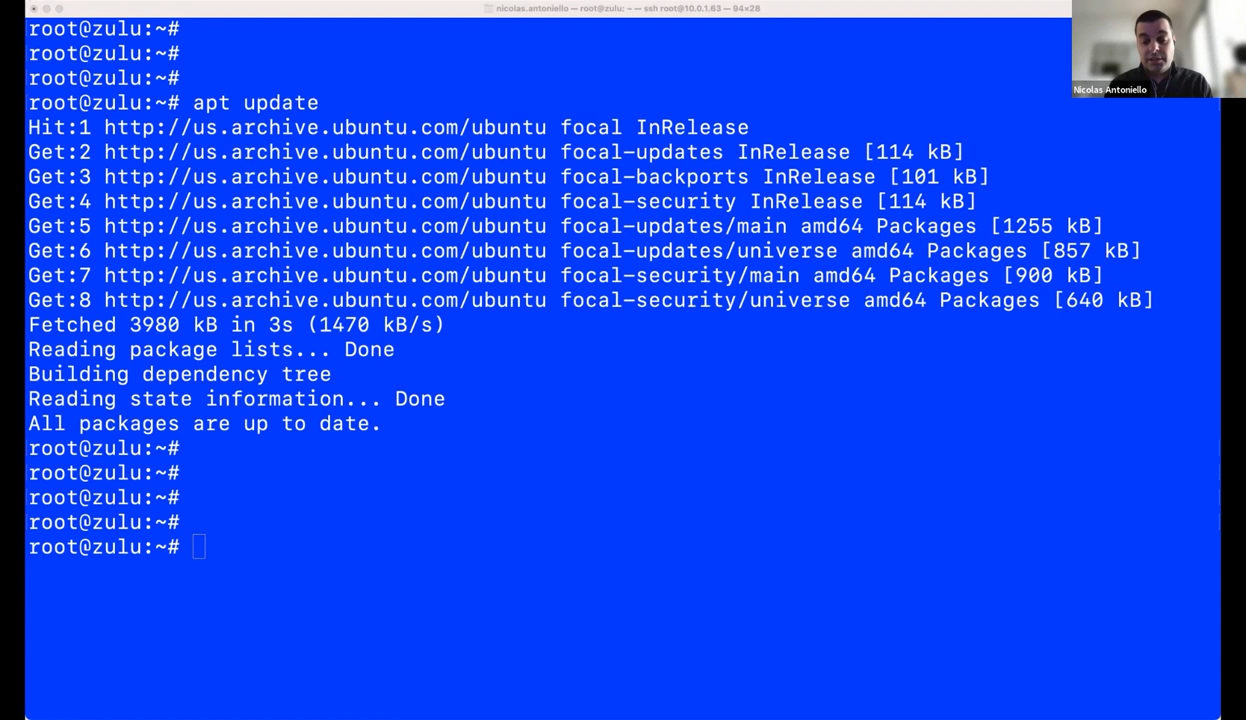 nicolas.antoniello — root@zulu: ~ — ssh root@10.0.1.63 — 94×28
root@zulu:~#
root@zulu:~#
root@zulu:~#
root@zulu:~# apt update
Hit:1 http://us.archive.ubuntu.com/ubuntu focal InRelease
Get:2 http://us.archive.ubuntu.com/ubuntu focal-updates InRelease [114 kB]
Get:3 http://us.archive.ubuntu.com/ubuntu focal-backports InRelease [101 kB]
Get:4 http://us.archive.ubuntu.com/ubuntu focal-security InRelease [114 kB]
Get:5 http://us.archive.ubuntu.com/ubuntu focal-updates/main amd64 Packages [1255 kB]
Get:6 http://us.archive.ubuntu.com/ubuntu focal-updates/universe amd64 Packages [857 kB]
Get:7 http://us.archive.ubuntu.com/ubuntu focal-security/main amd64 Packages [900 kB]
Get:8 http://us.archive.ubuntu.com/ubuntu focal-security/universe amd64 Packages [640 kB]
Fetched 3980 kB in 3s (1470 kB/s)
Reading package lists... Done
Building dependency tree
Reading state information... Done
All packages are up to date.
root@zulu:~#
root@zulu:~#
root@zulu:~#
root@zulu:~#
root@zulu:~#
Nicolas Antoniello